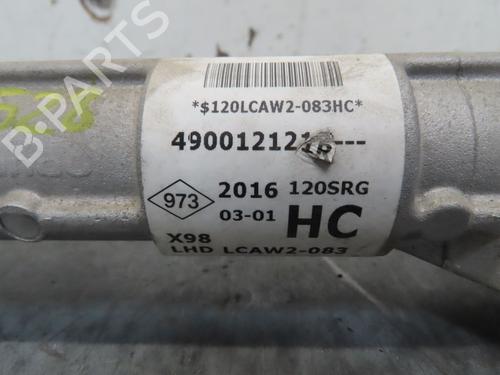 *$120LCAW2-083HC*
490012121 ---
973 2016 120SRG
03-01 HC
X98
LHD LCAW2-083
B-PARTS